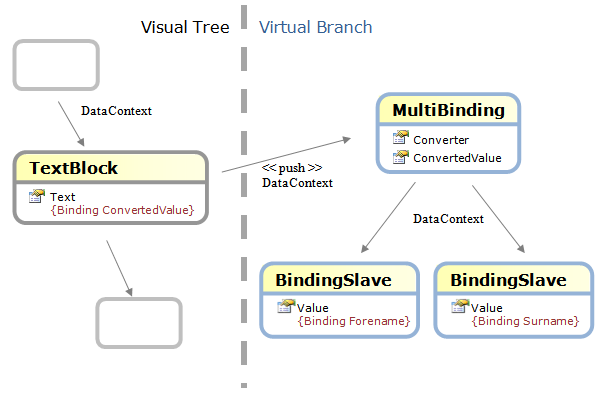 Visual Tree
Virtual Branch
DataContext
TextBlock
Text
{Binding ConvertedValue}
<< push >>
DataContext
MultiBinding
Converter
ConvertedValue
DataContext
BindingSlave
Value
{Binding Forename}
BindingSlave
Value
{Binding Surname}